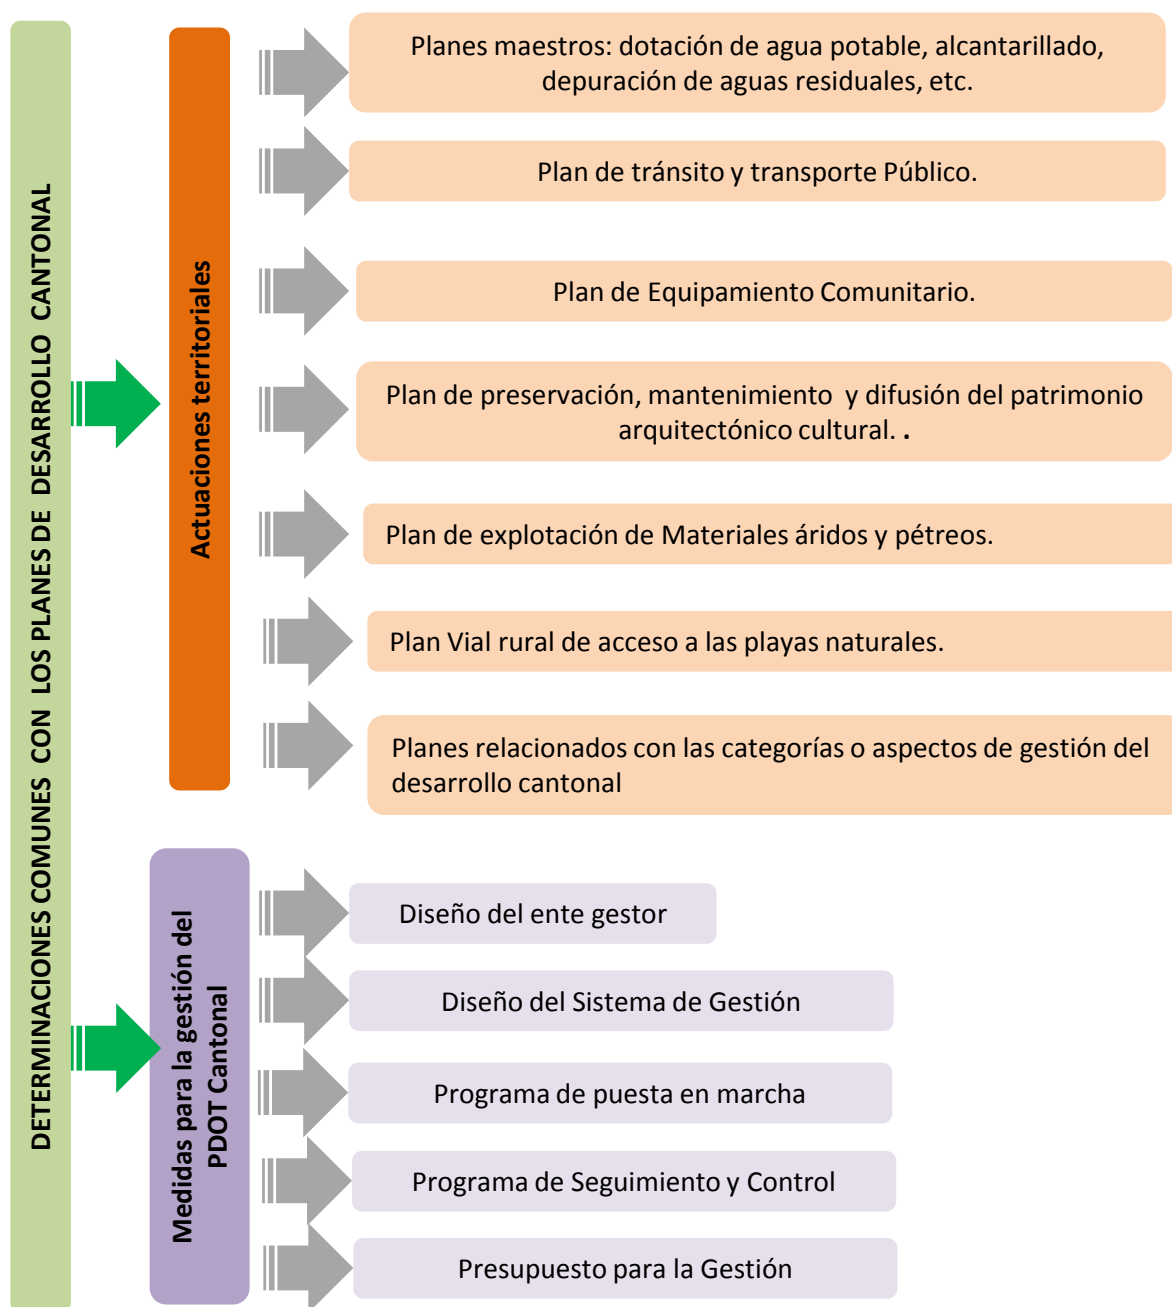 DETERMINACIONES COMUNES CON LOS PLANES DE DESARROLLO CANTONAL
Actuaciones territoriales
Planes maestros: dotación de agua potable, alcantarillado,
depuración de aguas residuales, etc.
Plan de tránsito y transporte Público.
Plan de Equipamiento Comunitario.
Plan de preservación, mantenimiento y difusión del patrimonio
arquitectónico cultural. .
Plan de explotación de Materiales áridos y pétreos.
Plan Vial rural de acceso a las playas naturales.
Planes relacionados con las categorías o aspectos de gestión del
desarrollo cantonal
Medidas para la gestión del
PDOT Cantonal
Diseño del ente gestor
Diseño del Sistema de Gestión
Programa de puesta en marcha
Programa de Seguimiento y Control
Presupuesto para la Gestión